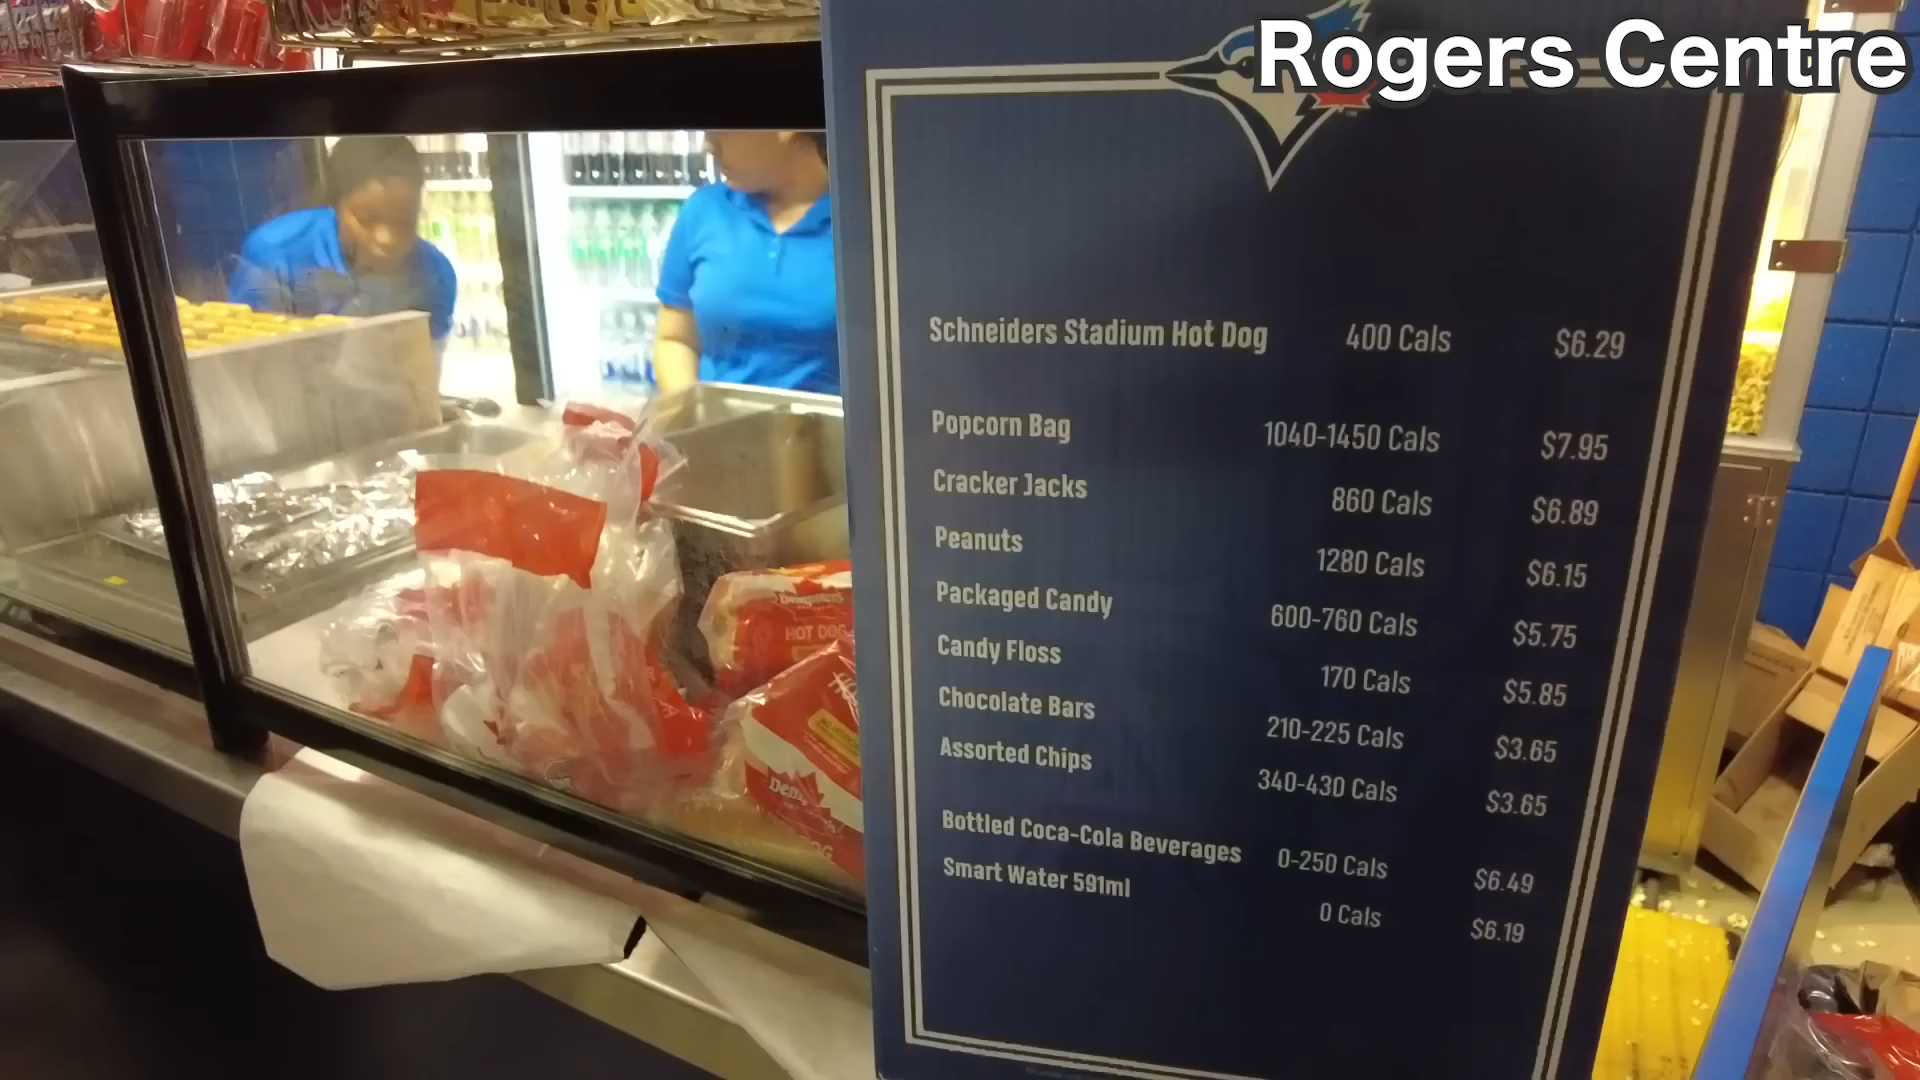 Rogers Centre
Schneiders Stadium Hot Dog 400 Cals $6.29
Popcorn Bag 1040-1450 Cals $7.95
Cracker Jacks 860 Cals $6.89
Peanuts 1280 Cals $6.15
Packaged Candy 600-760 Cals $5.75
Candy Floss 170 Cals $5.85
Chocolate Bars 210-225 Cals $3.65
Assorted Chips 340-430 Cals $3.65
Bottled Coca-Cola Beverages 0-250 Cals $6.49
Smart Water 591ml 0 Cals $6.19
HOT DOG